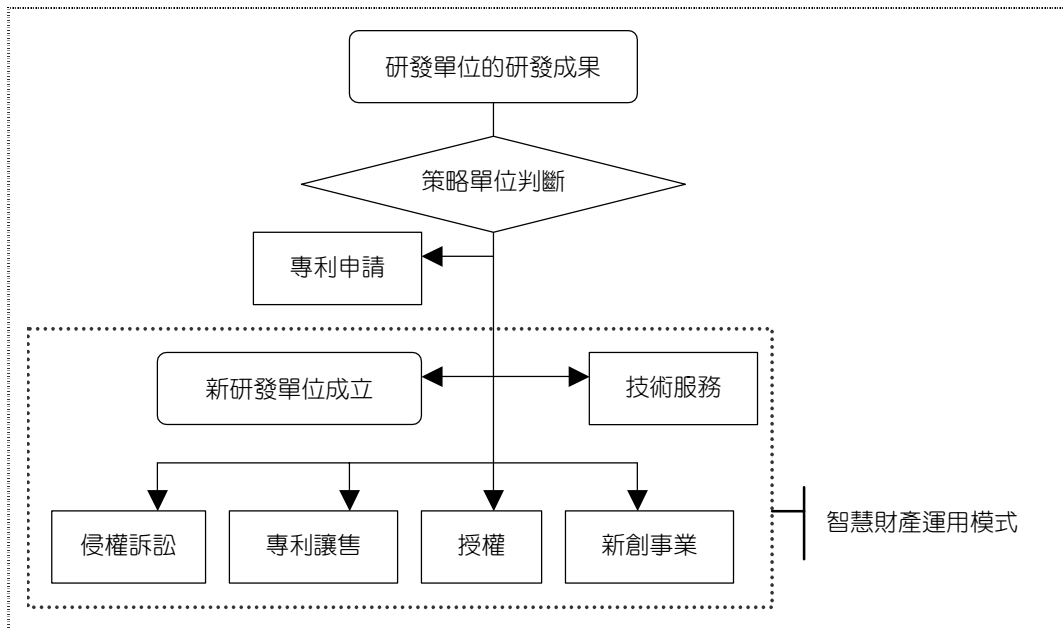 研發單位的研發成果
策略單位判斷
專利申請
新研發單位成立
技術服務
侵權訴訟
專利讓售
授權
新創事業
智慧財產運用模式